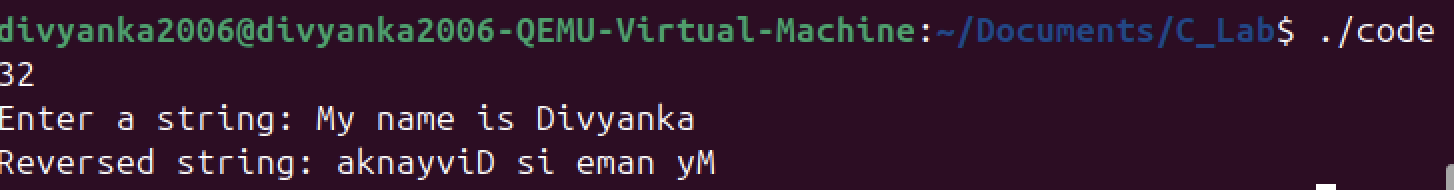 divyanka2006@divyanka2006-QEMU-Virtual-Machine:~/Documents/C_Lab$ ./code
32
Enter a string: My name is Divyanka
Reversed string: aknayviD si eman yM